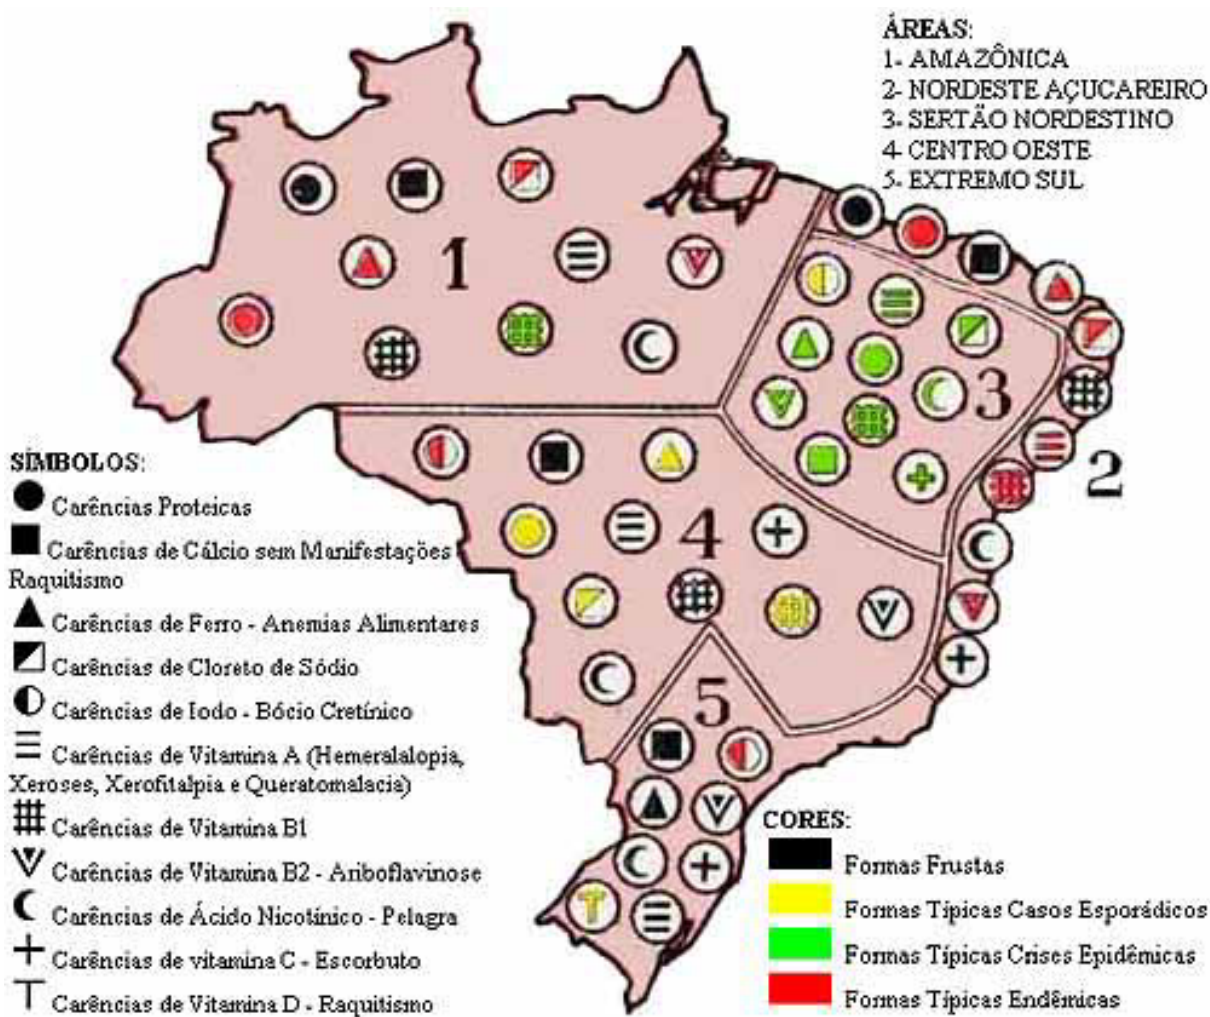 ÁREAS:
1- AMAZÔNICA
2- NORDESTE AÇUCAREIRO
3- SERTÃO NORDESTINO
4- CENTRO OESTE
5- EXTREMO SUL
1
3
2
4
5
SÍMBOLOS:
Carências Proteicas
Carências de Cálcio sem Manifestações
Raquitismo
Carências de Ferro - Anemias Alimentares
Carências de Cloreto de Sódio
Carências de Iodo - Bócio Cretínico
Carências de Vitamina A (Hemeralalopia,
Xeroses, Xerofitalpia e Queratomalacia)
Carências de Vitamina B1
Carências de Vitamina B2 - Ariboflavinose
Carências de Ácido Nicotínico - Pelagra
Carências de vitamina C - Escorbuto
Carências de Vitamina D - Raquitismo
CORES:
Formas Frustas
Formas Típicas Casos Esporádicos
Formas Típicas Crises Epidêmicas
Formas Típicas Endêmicas